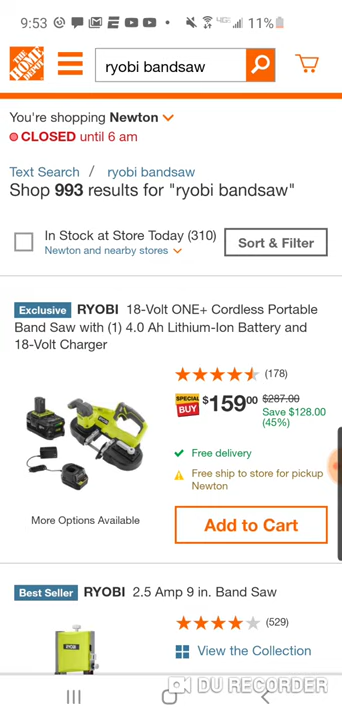 9:53 11%
THE HOME DEPOT
ryobi bandsaw
You're shopping Newton
CLOSED until 6 am
Text Search / ryobi bandsaw
Shop 993 results for "ryobi bandsaw"
In Stock at Store Today (310)
Newton and nearby stores
Sort & Filter
Exclusive RYOBI 18-Volt ONE+ Cordless Portable
Band Saw with (1) 4.0 Ah Lithium-Ion Battery and
18-Volt Charger
(178)
SPECIAL BUY $159 00 $287.00
Save $128.00
(45%)
Free delivery
Free ship to store for pickup
Newton
More Options Available
Add to Cart
Best Seller RYOBI 2.5 Amp 9 in. Band Saw
(529)
View the Collection
DU RECORDER